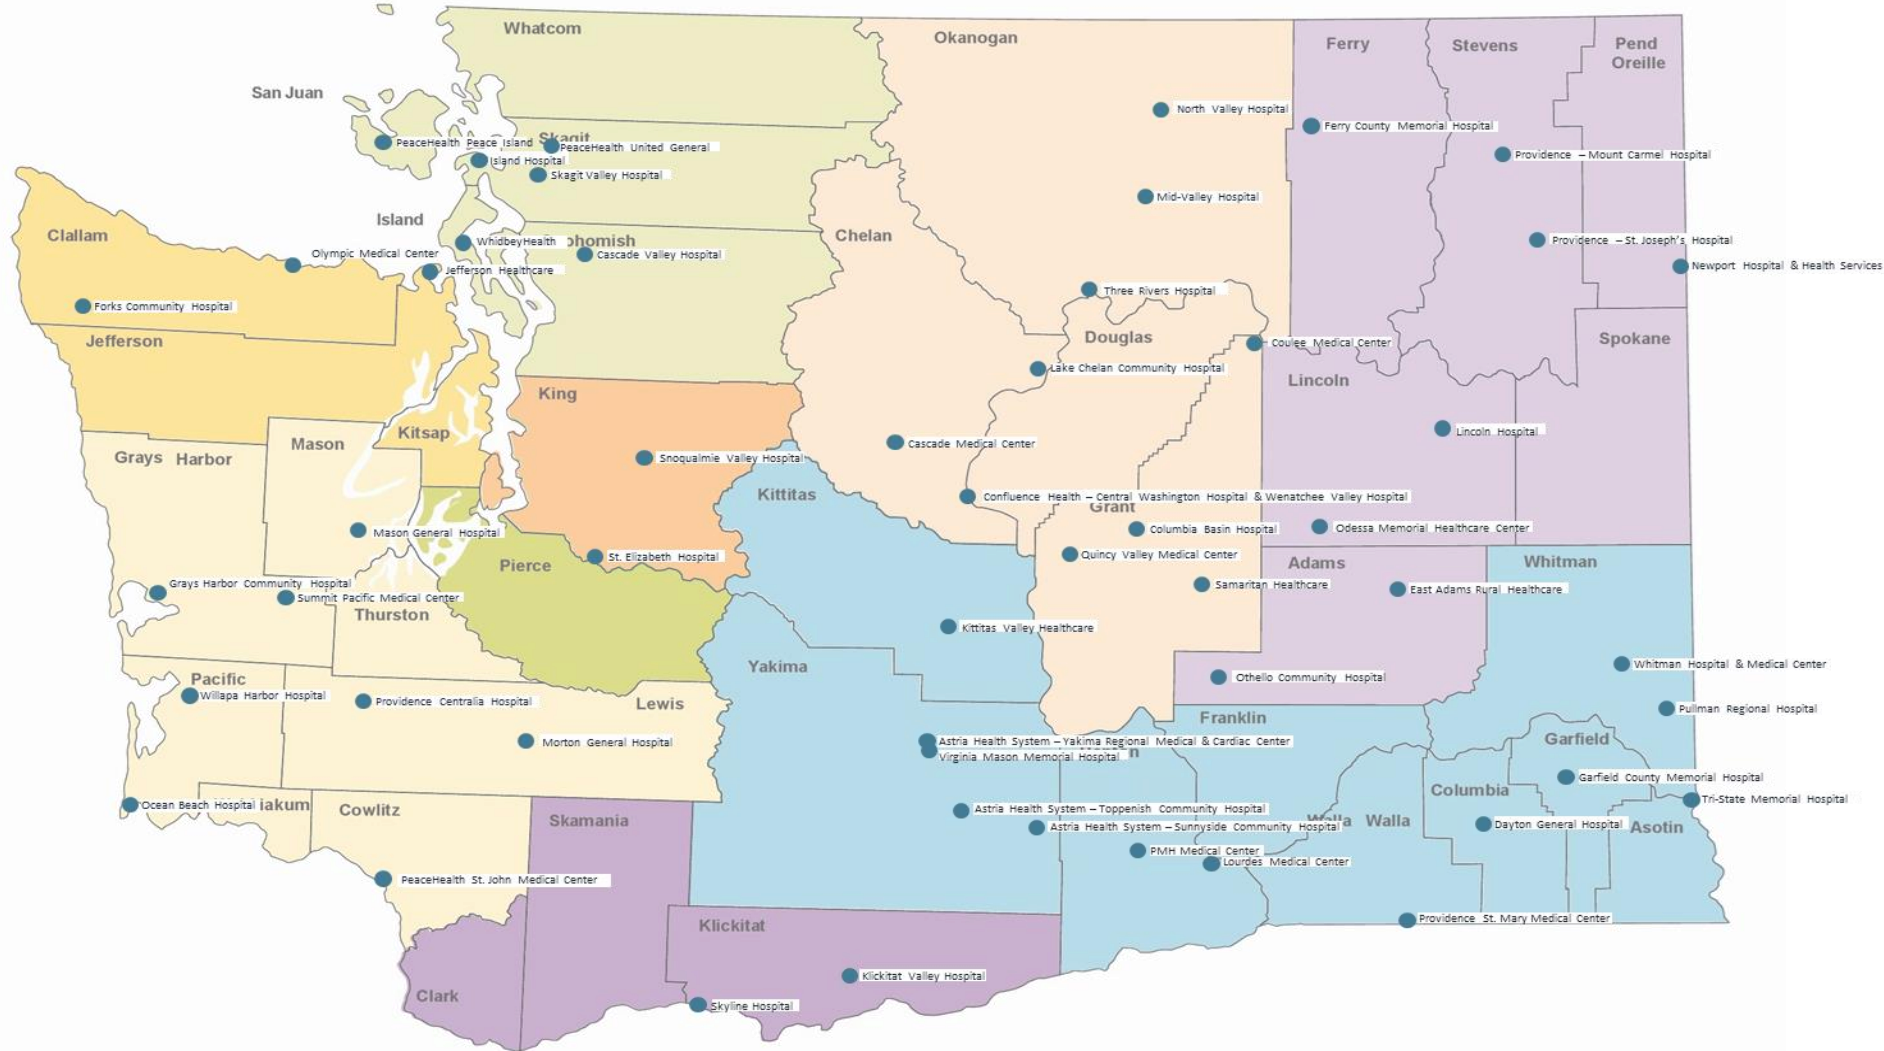 Whatcom
Okanogan
Ferry
Stevens
Pend
Oreille
San Juan
North Valley Hospital
Ferry County Memorial Hospital
Skagit
PeaceHealth Peace Island
PeaceHealth United General
Island Hospital
Skagit Valley Hospital
Providence – Mount Carmel Hospital
Mid-Valley Hospital
Island
Clallam
Chelan
WhidbeyHealth
ohomish
Cascade Valley Hospital
Providence – St. Joseph's Hospital
Olympic Medical Center
Jefferson Healthcare
Newport Hospital & Health Services
Forks Community Hospital
Three Rivers Hospital
Jefferson
Douglas
Coulee Medical Center
Spokane
Lake Chelan Community Hospital
Lincoln
King
Kitsap
Mason
Grays Harbor
Lincoln Hospital
Cascade Medical Center
Snoqualmie Valley Hospital
Kittitas
Confluence Health – Central Washington Hospital & Wenatchee Valley Hospital
Grant
Columbia Basin Hospital
Odessa Memorial Healthcare Center
Mason General Hospital
St. Elizabeth Hospital
Quincy Valley Medical Center
Pierce
Adams
Whitman
Grays Harbor Community Hospital
Summit Pacific Medical Center
Samaritan Healthcare
East Adams Rural Healthcare
Thurston
Kittitas Valley Healthcare
Yakima
Whitman Hospital & Medical Center
Othello Community Hospital
Pacific
Willapa Harbor Hospital
Providence Centralia Hospital
Lewis
Pullman Regional Hospital
Franklin
Morton General Hospital
Astria Health System – Yakima Regional Medical & Cardiac Center
Virginia Mason Memorial Hospital
Garfield
Garfield County Memorial Hospital
Columbia
Tri-State Memorial Hospital
Ocean Beach Hospital
iakum
Cowlitz
Skamania
Astria Health System – Toppenish Community Hospital
Astria Health System – Sunnyside Community Hospital
Walla Walla
Dayton General Hospital
Asotin
PMH Medical Center
Lourdes Medical Center
PeaceHealth St. John Medical Center
Klickitat
Providence St. Mary Medical Center
Klickitat Valley Hospital
Clark
Skyline Hospital